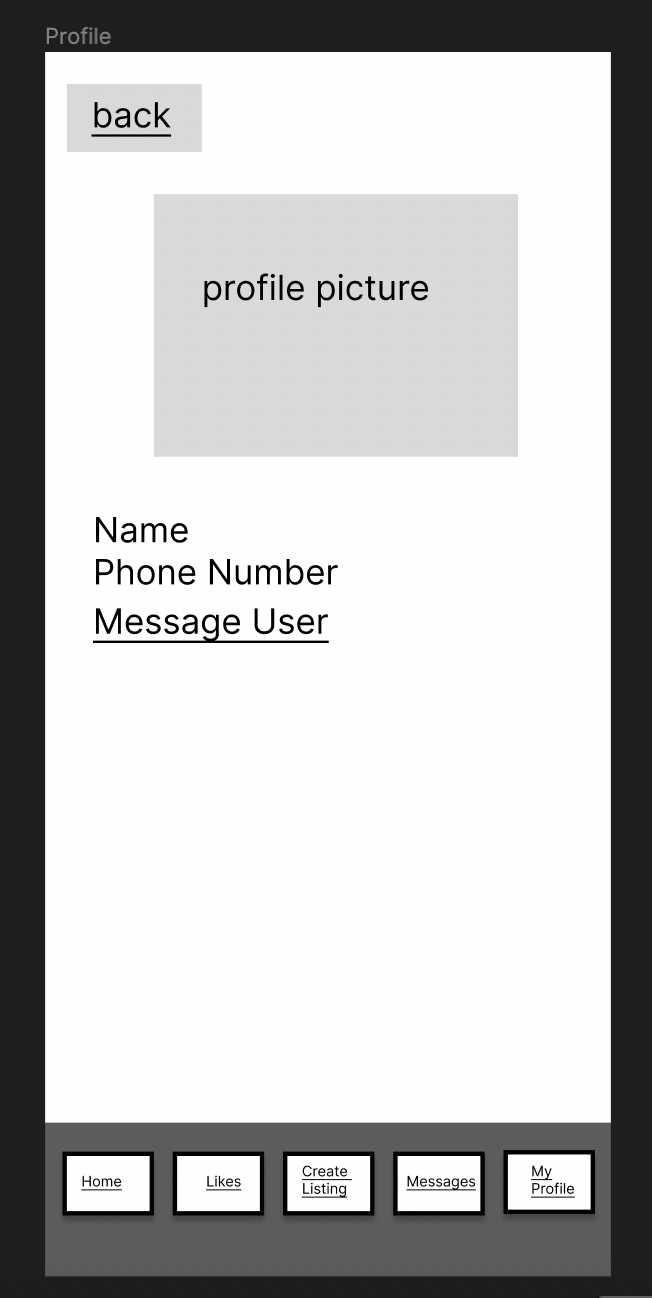 Profile
back
profile picture
Name
Phone Number
Message User
Home
Likes
Create
Listing
Messages
My
Profile